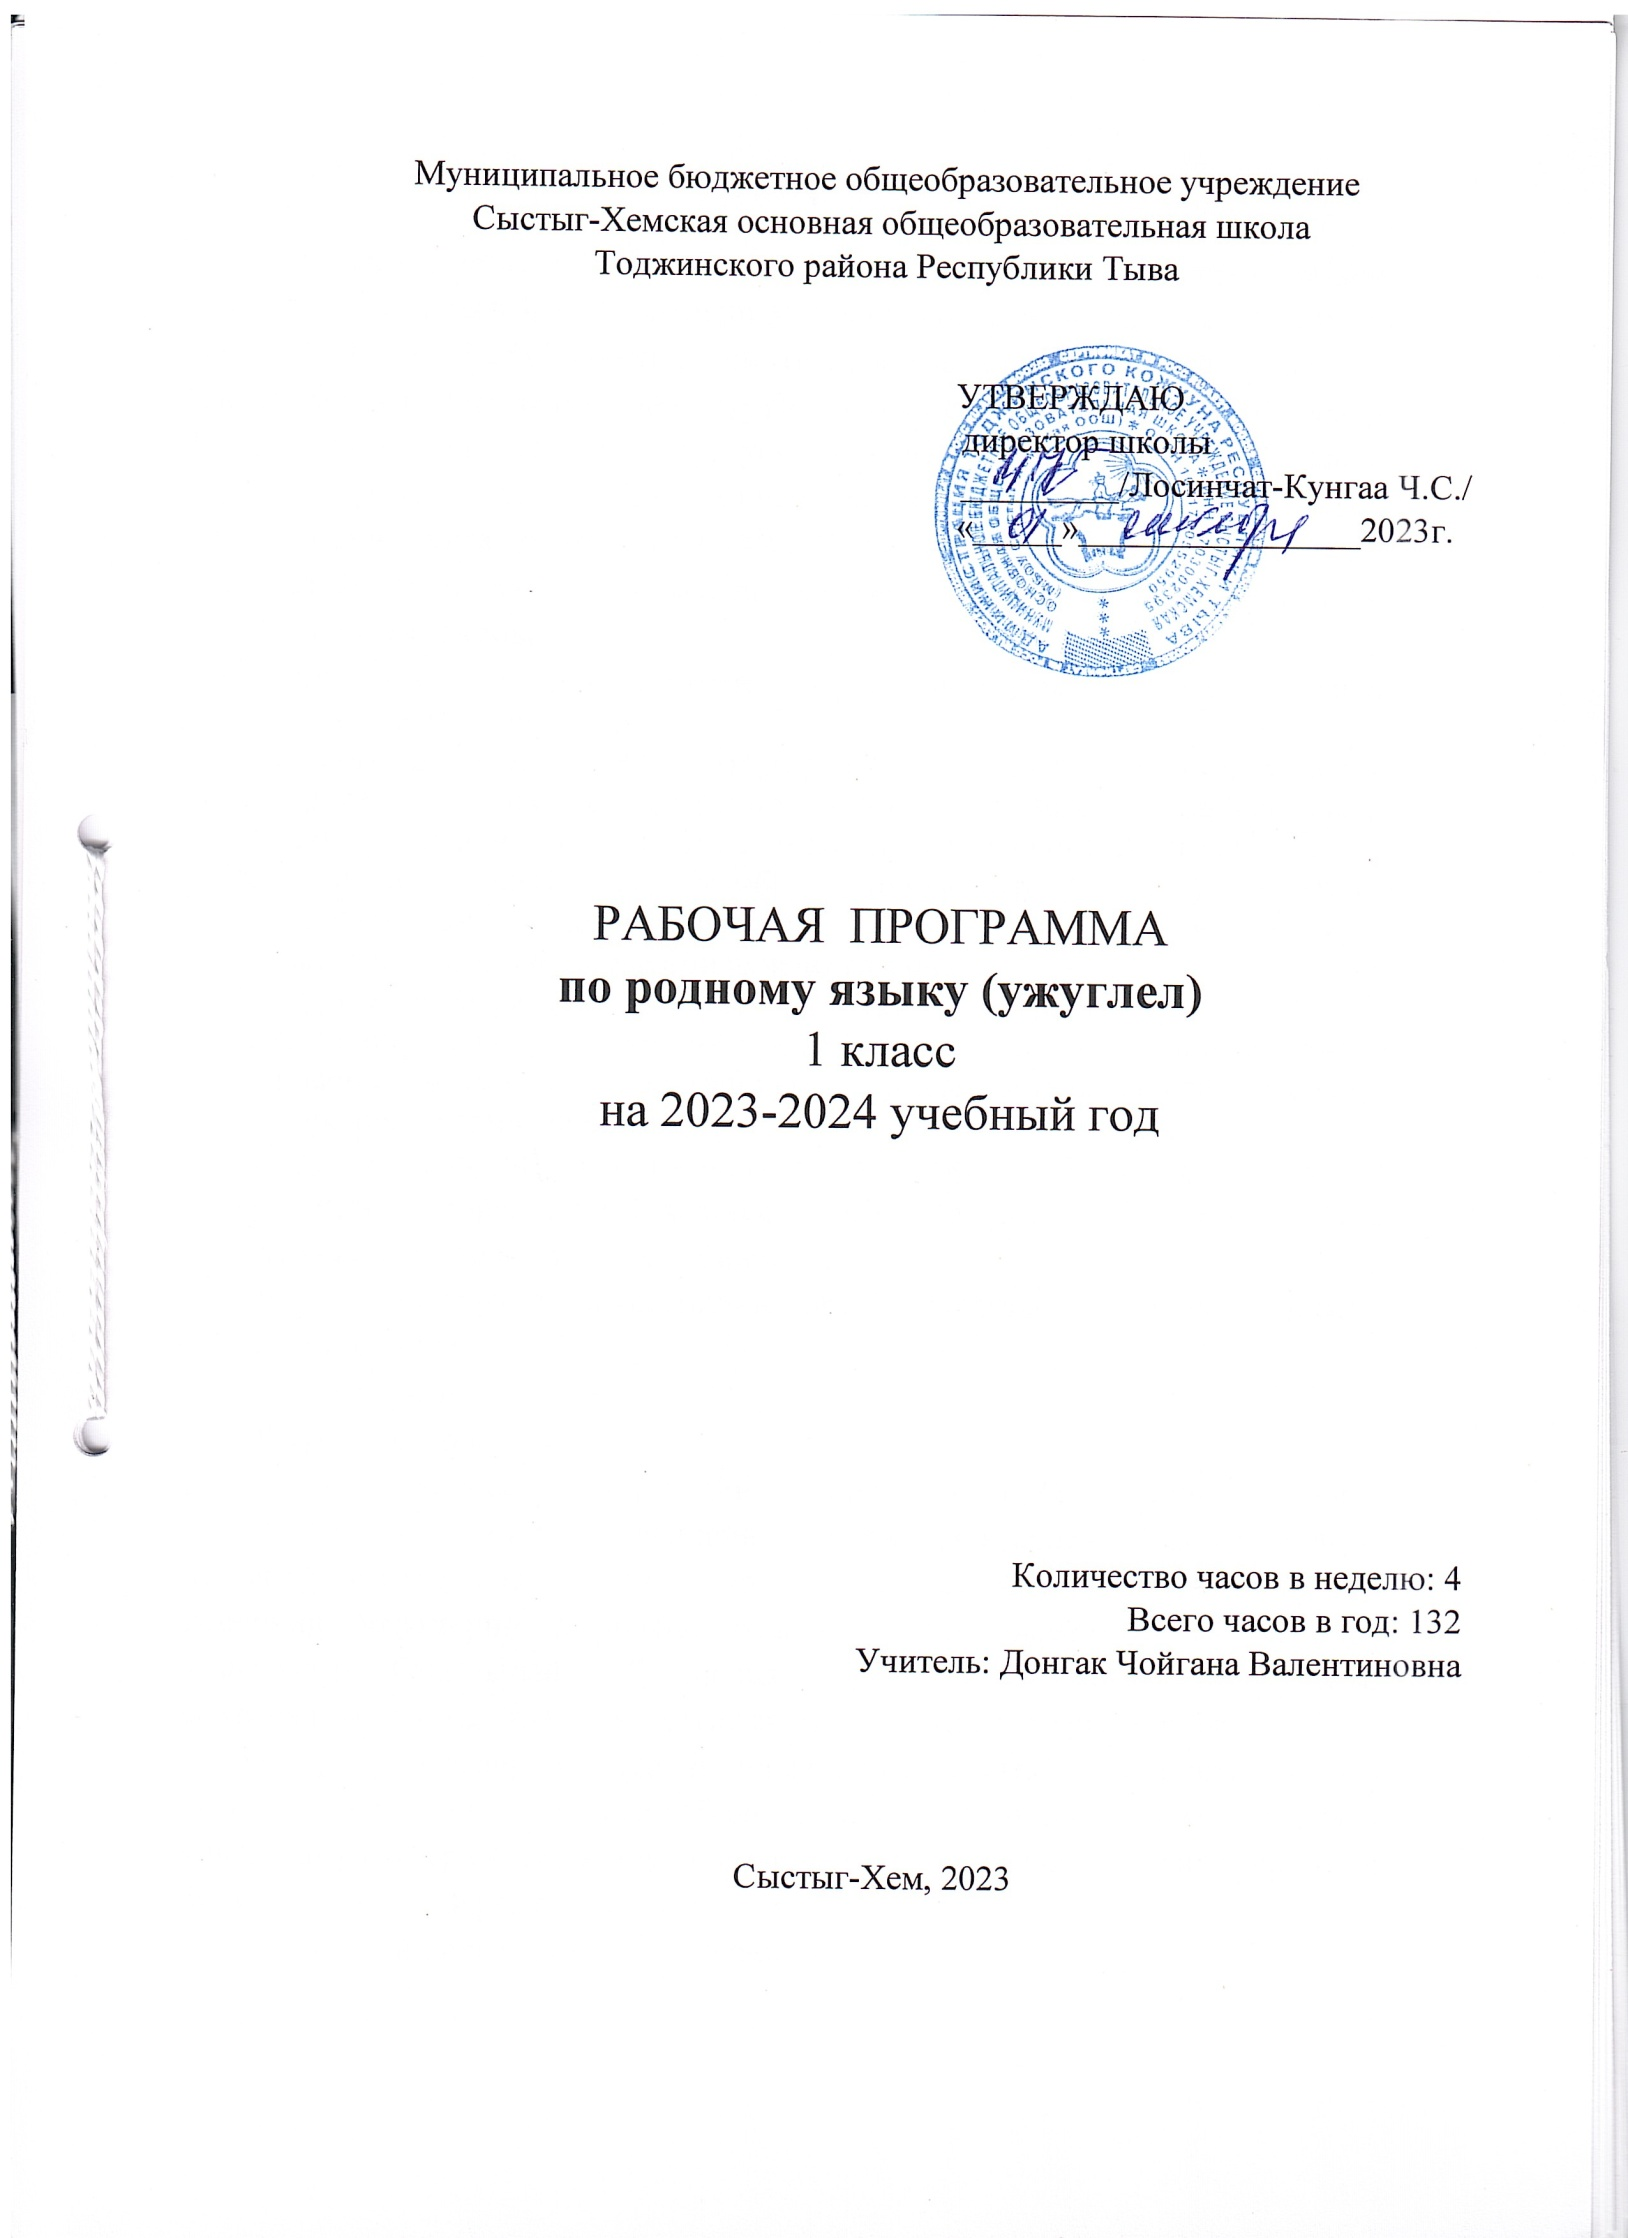 Муниципальное бюджетное общеобразовательное учреждение
Сыстыг-Хемская основная общеобразовательная школа
Тоджинского района Республики Тыва
УТВЕРЖДАЮ
директор школы
/Лосинчат-Кунгаа Ч.С./
« » 2023г.
РАБОЧАЯ ПРОГРАММА
по родному языку (ужуглел)
1 класс
на 2023-2024 учебный год
Количество часов в неделю: 4
Всего часов в год: 132
Учитель: Донгак Чойгана Валентиновна
Сыстыг-Хем, 2023